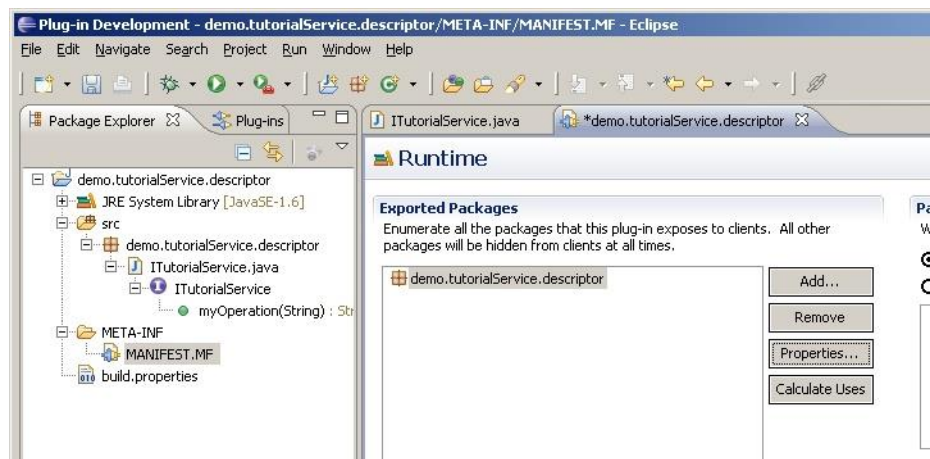 Plug-in Development - demo.tutorialService.descriptor/META-INF/MANIFEST.MF - Eclipse
File Edit Navigate Search Project Run Window Help
Package Explorer Plug-ins
ITutorialService.java *demo.tutorialService.descriptor
demo.tutorialService.descriptor
JRE System Library [JavaSE-1.6]
src
demo.tutorialService.descriptor
ITutorialService.java
ITutorialService
myOperation(String) : Str
META-INF
MANIFEST.MF
build.properties
Runtime
Exported Packages
Enumerate all the packages that this plug-in exposes to clients. All other
packages will be hidden from clients at all times.
demo.tutorialService.descriptor
Add...
Remove
Properties...
Calculate Uses
Pa
W